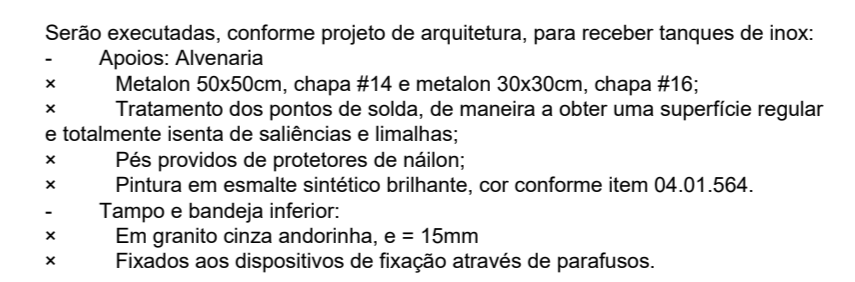 Serão executadas, conforme projeto de arquitetura, para receber tanques de inox:
- Apoios: Alvenaria
× Metalon 50x50cm, chapa #14 e metalon 30x30cm, chapa #16;
× Tratamento dos pontos de solda, de maneira a obter uma superfície regular
e totalmente isenta de saliências e limalhas;
× Pés providos de protetores de náilon;
× Pintura em esmalte sintético brilhante, cor conforme item 04.01.564.
- Tampo e bandeja inferior:
× Em granito cinza andorinha, e = 15mm
× Fixados aos dispositivos de fixação através de parafusos.